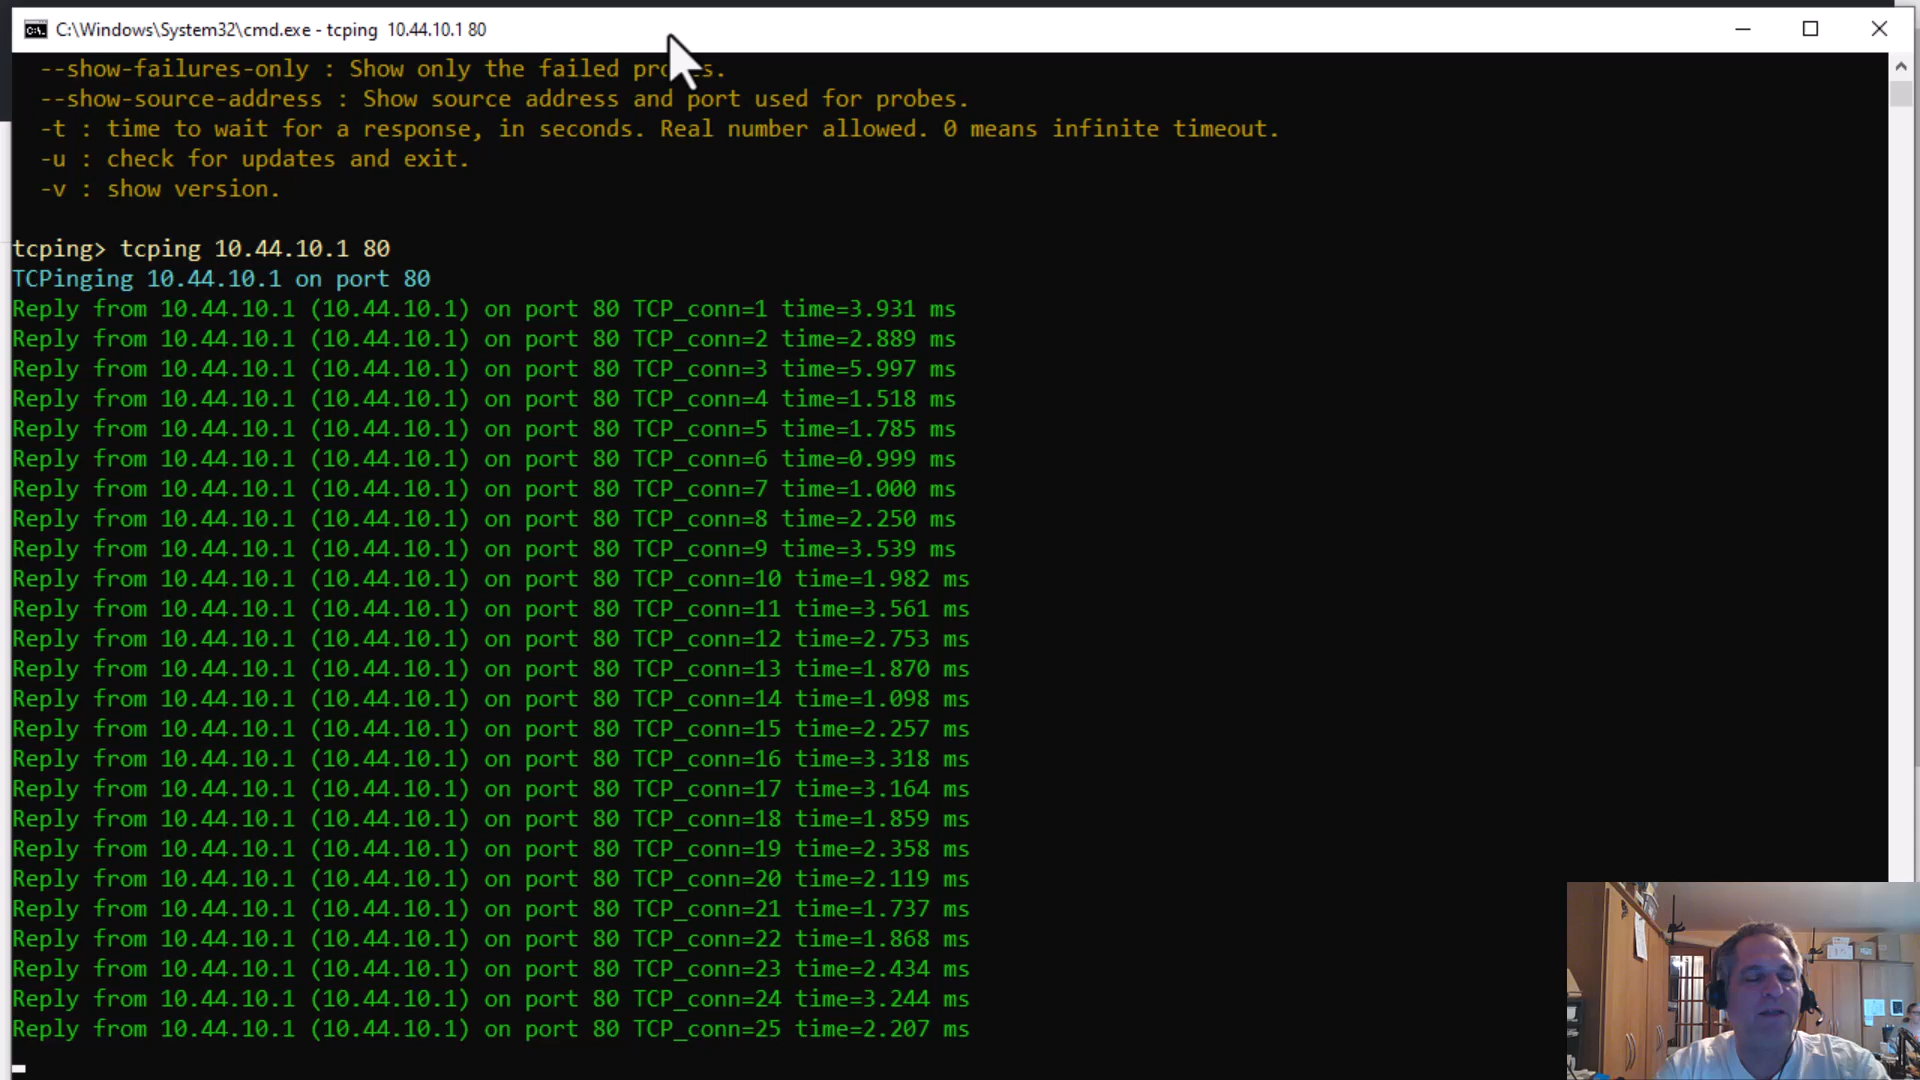 C:\Windows\System32\cmd.exe - tcping  10.44.10.1 80
--show-failures-only : Show only the failed
--show-source-address : Show source address and port used for probes.
-t : time to wait for a response, in seconds. Real number allowed. 0 means infinite timeout.
-u : check for updates and exit.
-v : show version.
tcping> tcping 10.44.10.1 80
TCPinging 10.44.10.1 on port 80
Reply from 10.44.10.1 (10.44.10.1) on port 80 TCP_conn=1 time=3.931 ms
Reply from 10.44.10.1 (10.44.10.1) on port 80 TCP_conn=2 time=2.889 ms
Reply from 10.44.10.1 (10.44.10.1) on port 80 TCP_conn=3 time=5.997 ms
Reply from 10.44.10.1 (10.44.10.1) on port 80 TCP_conn=4 time=1.518 ms
Reply from 10.44.10.1 (10.44.10.1) on port 80 TCP_conn=5 time=1.785 ms
Reply from 10.44.10.1 (10.44.10.1) on port 80 TCP_conn=6 time=0.999 ms
Reply from 10.44.10.1 (10.44.10.1) on port 80 TCP_conn=7 time=1.000 ms
Reply from 10.44.10.1 (10.44.10.1) on port 80 TCP_conn=8 time=2.250 ms
Reply from 10.44.10.1 (10.44.10.1) on port 80 TCP_conn=9 time=3.539 ms
Reply from 10.44.10.1 (10.44.10.1) on port 80 TCP_conn=10 time=1.982 ms
Reply from 10.44.10.1 (10.44.10.1) on port 80 TCP_conn=11 time=3.561 ms
Reply from 10.44.10.1 (10.44.10.1) on port 80 TCP_conn=12 time=2.753 ms
Reply from 10.44.10.1 (10.44.10.1) on port 80 TCP_conn=13 time=1.870 ms
Reply from 10.44.10.1 (10.44.10.1) on port 80 TCP_conn=14 time=1.098 ms
Reply from 10.44.10.1 (10.44.10.1) on port 80 TCP_conn=15 time=2.257 ms
Reply from 10.44.10.1 (10.44.10.1) on port 80 TCP_conn=16 time=3.318 ms
Reply from 10.44.10.1 (10.44.10.1) on port 80 TCP_conn=17 time=3.164 ms
Reply from 10.44.10.1 (10.44.10.1) on port 80 TCP_conn=18 time=1.859 ms
Reply from 10.44.10.1 (10.44.10.1) on port 80 TCP_conn=19 time=2.358 ms
Reply from 10.44.10.1 (10.44.10.1) on port 80 TCP_conn=20 time=2.119 ms
Reply from 10.44.10.1 (10.44.10.1) on port 80 TCP_conn=21 time=1.737 ms
Reply from 10.44.10.1 (10.44.10.1) on port 80 TCP_conn=22 time=1.868 ms
Reply from 10.44.10.1 (10.44.10.1) on port 80 TCP_conn=23 time=2.434 ms
Reply from 10.44.10.1 (10.44.10.1) on port 80 TCP_conn=24 time=3.244 ms
Reply from 10.44.10.1 (10.44.10.1) on port 80 TCP_conn=25 time=2.207 ms